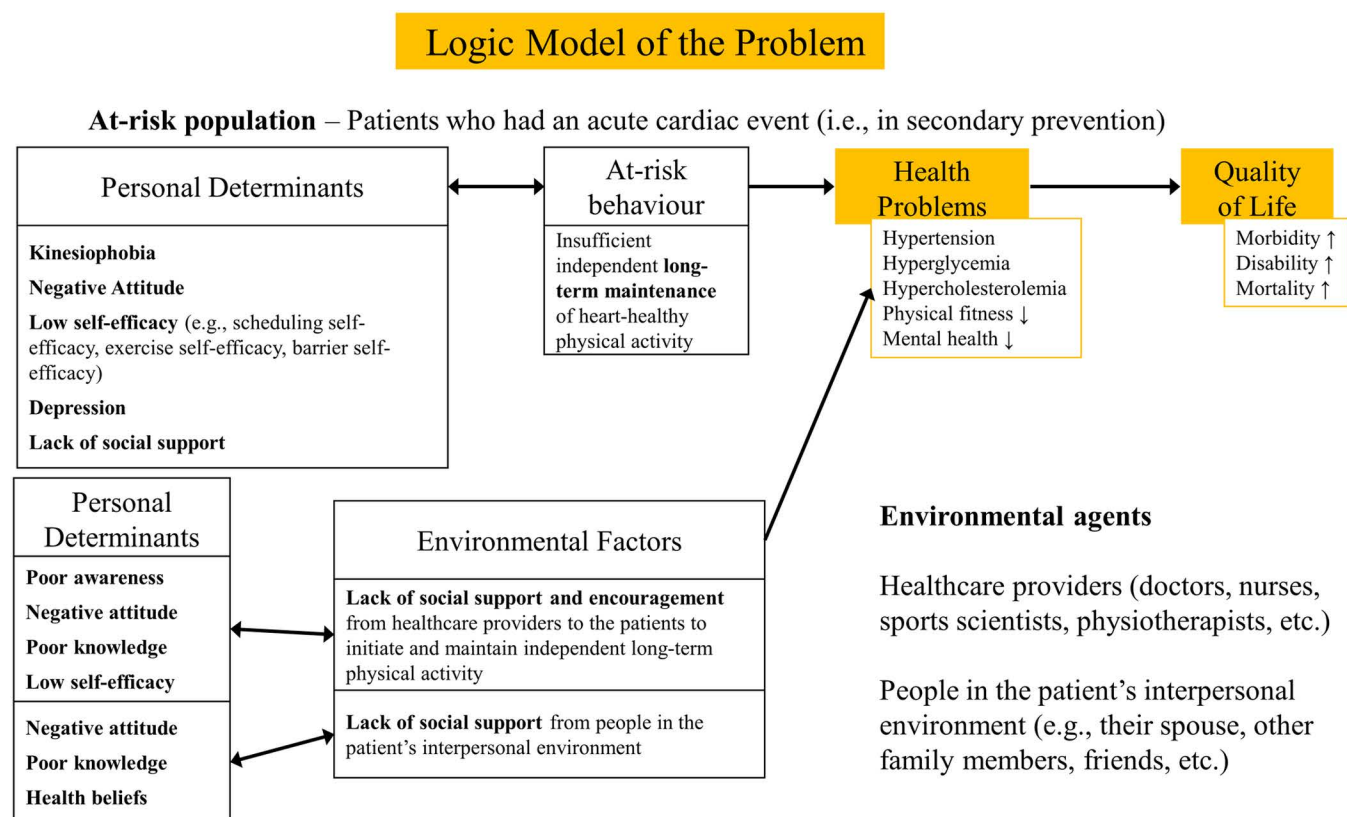 Logic Model of the Problem
At-risk population – Patients who had an acute cardiac event (i.e., in secondary prevention)
Personal Determinants
Kinesiophobia
Negative Attitude
Low self-efficacy (e.g., scheduling self-
efficacy, exercise self-efficacy, barrier self-
efficacy)
Depression
Lack of social support
At-risk
behaviour
Insufficient
independent long-
term maintenance
of heart-healthy
physical activity
Health
Problems
Hypertension
Hyperglycemia
Hypercholesterolemia
Physical fitness ↓
Mental health ↓
Quality
of Life
Morbidity ↑
Disability ↑
Mortality ↑
Personal
Determinants
Poor awareness
Negative attitude
Poor knowledge
Low self-efficacy
Negative attitude
Poor knowledge
Health beliefs
Environmental Factors
Lack of social support and encouragement
from healthcare providers to the patients to
initiate and maintain independent long-term
physical activity
Lack of social support from people in the
patient's interpersonal environment
Environmental agents
Healthcare providers (doctors, nurses,
sports scientists, physiotherapists, etc.)
People in the patient's interpersonal
environment (e.g., their spouse, other
family members, friends, etc.)